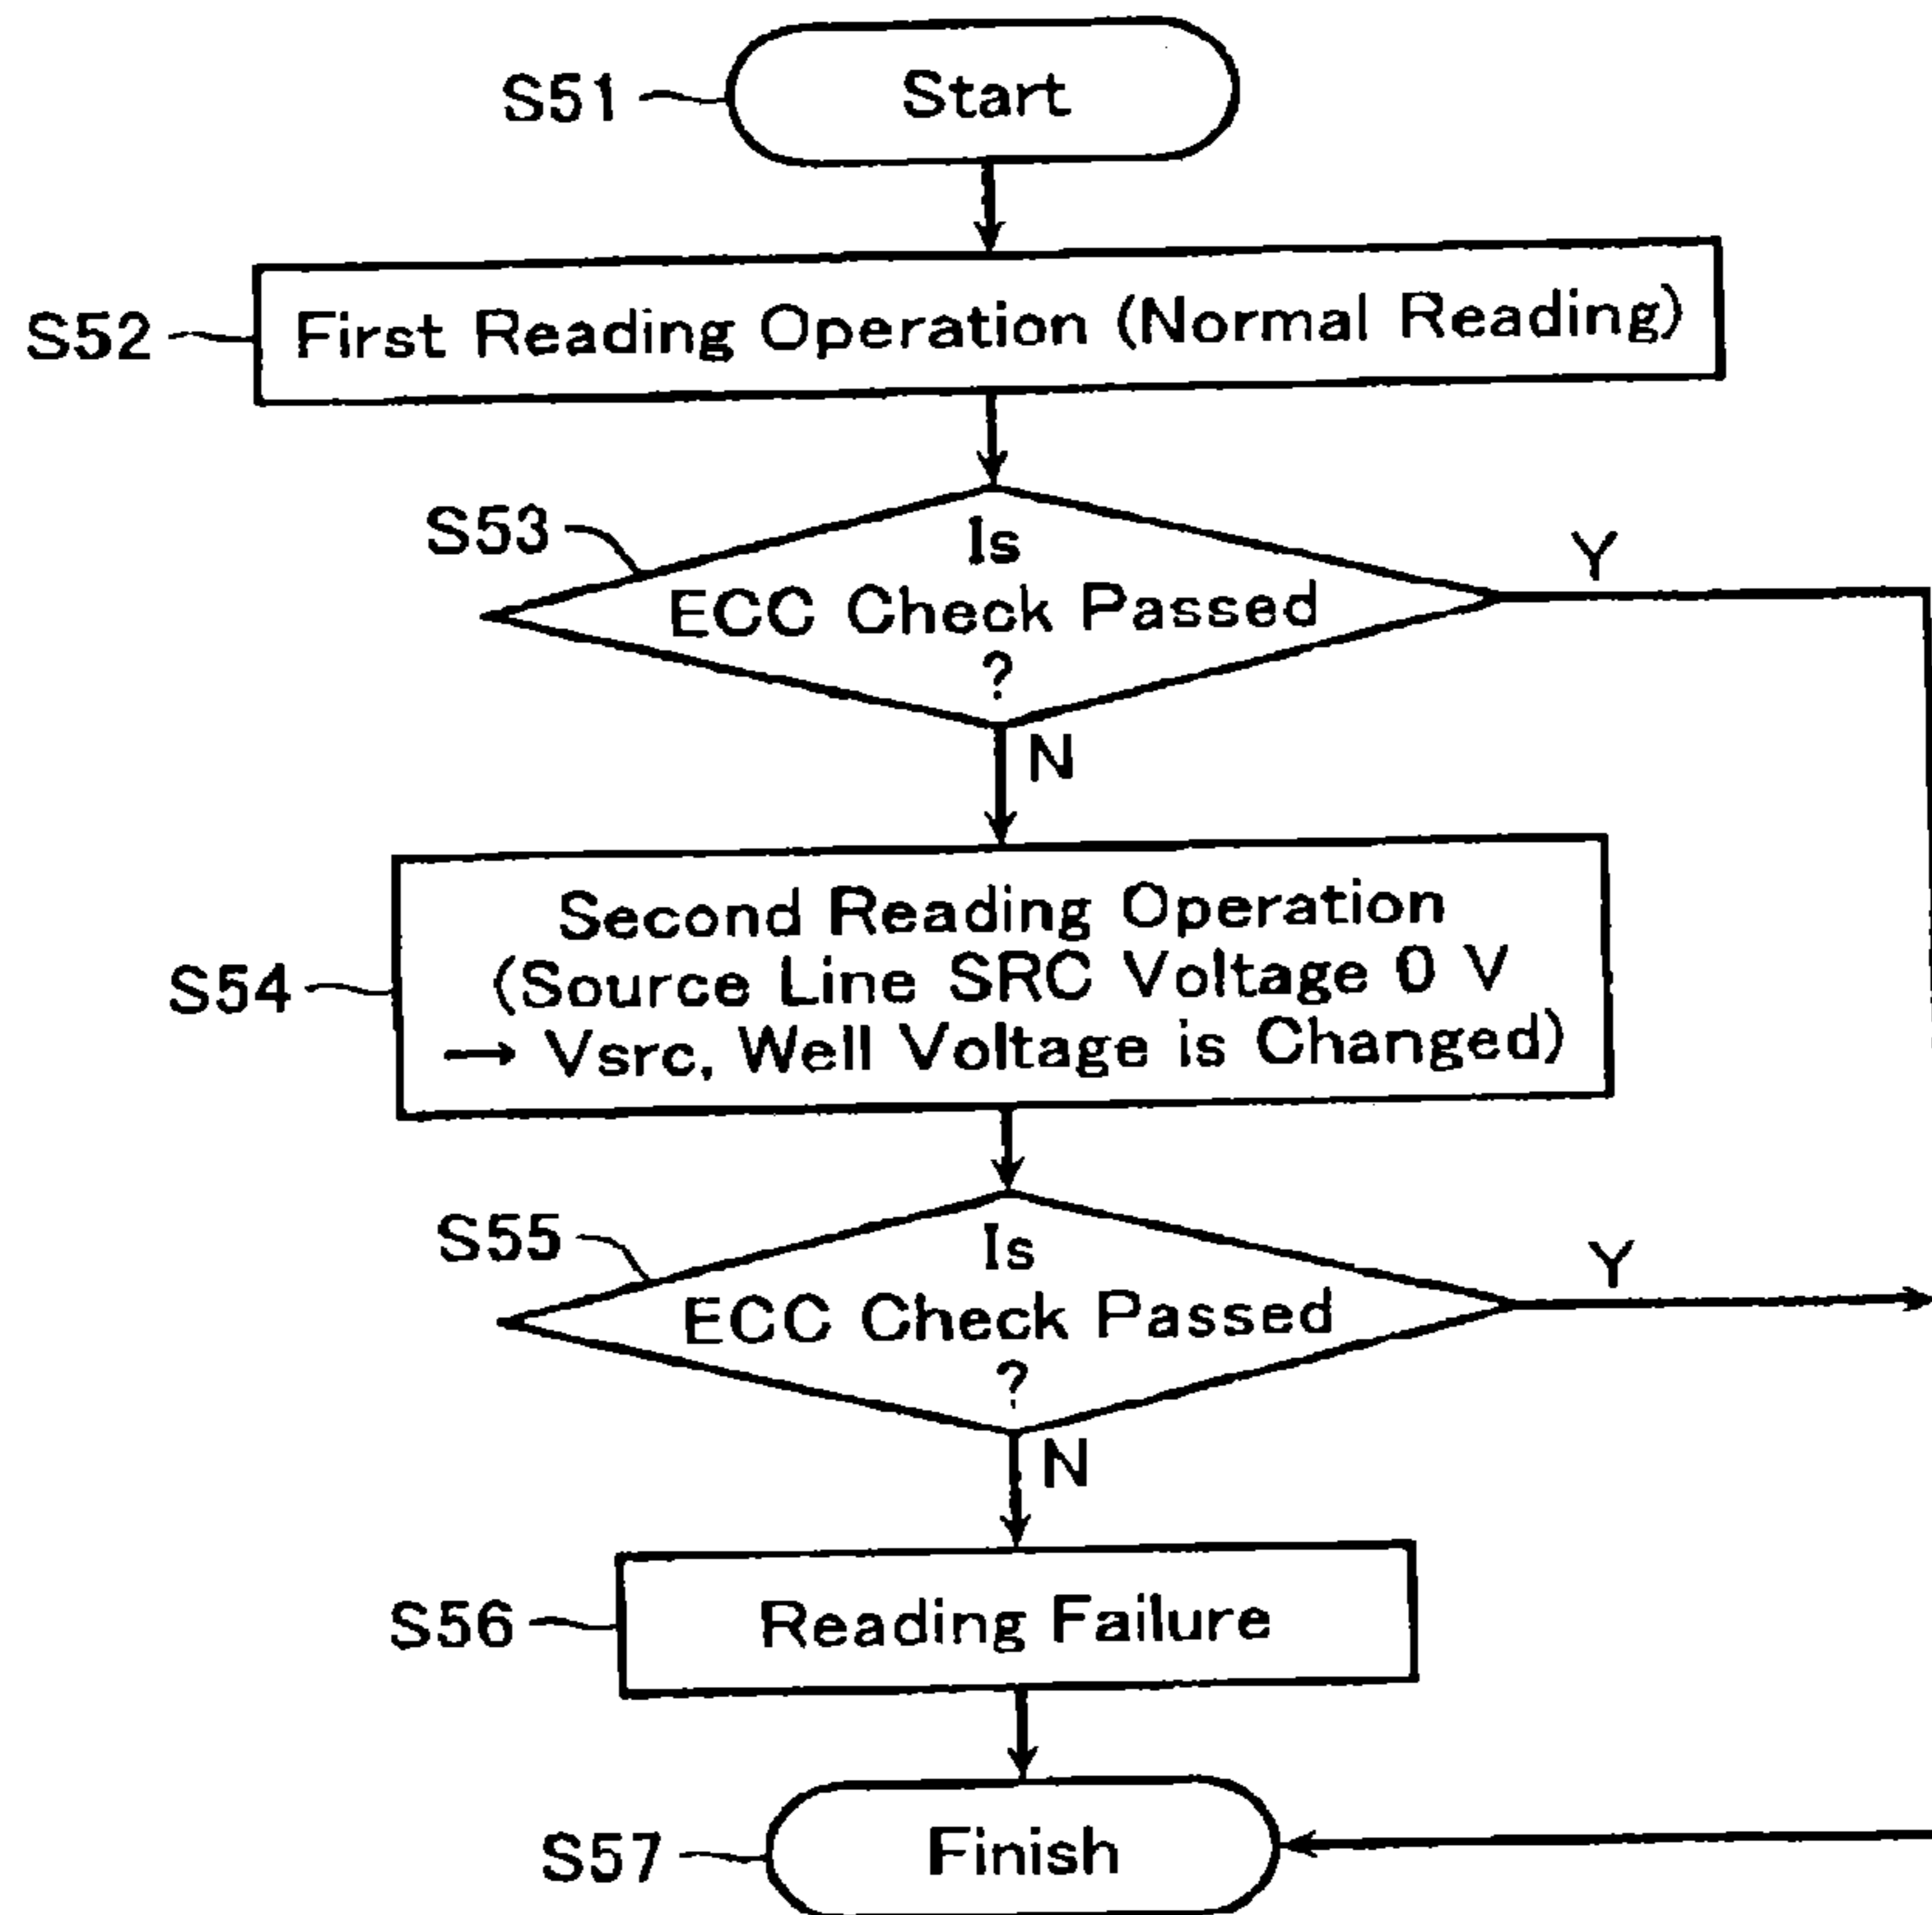 S51
Start
S52
First Reading Operation (Normal Reading)
S53
Is
ECC Check Passed
?
Y
N
S54
Second Reading Operation
(Source Line SRC Voltage 0 V
→ Vsrc, Well Voltage is Changed)
S55
Is
ECC Check Passed
?
Y
N
S56
Reading Failure
S57
Finish